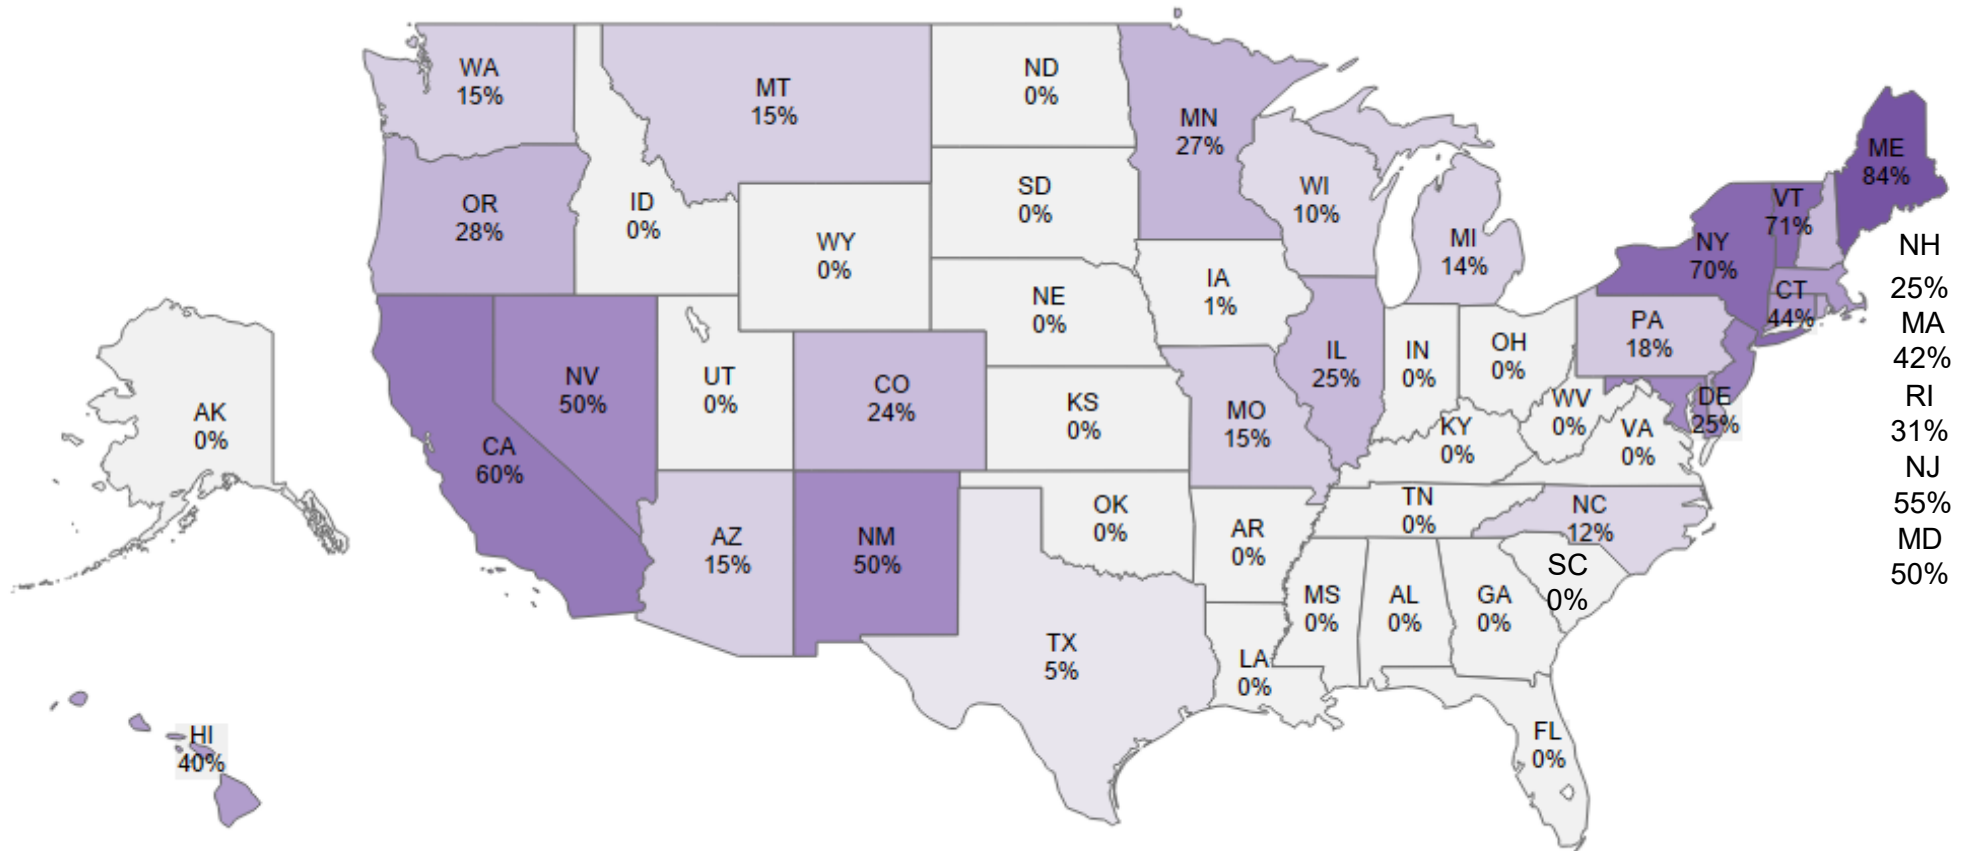 WA
15%
MT
15%
ND
0%
MN
27%
ME
84%
OR
28%
ID
0%
WY
0%
SD
0%
WI
10%
MI
14%
VT
71%
NY
70%
NH
25%
MA
42%
RI
31%
NJ
55%
MD
50%
CT
44%
PA
18%
NE
0%
IA
1%
IL
25%
IN
0%
OH
0%
NV
50%
UT
0%
CO
24%
KS
0%
MO
15%
KY
0%
WV
0%
VA
0%
DE
25%
AK
0%
CA
60%
AZ
15%
NM
50%
OK
0%
AR
0%
TN
0%
NC
12%
SC
0%
MS
0%
AL
0%
GA
0%
TX
5%
LA
0%
FL
0%
HI
40%